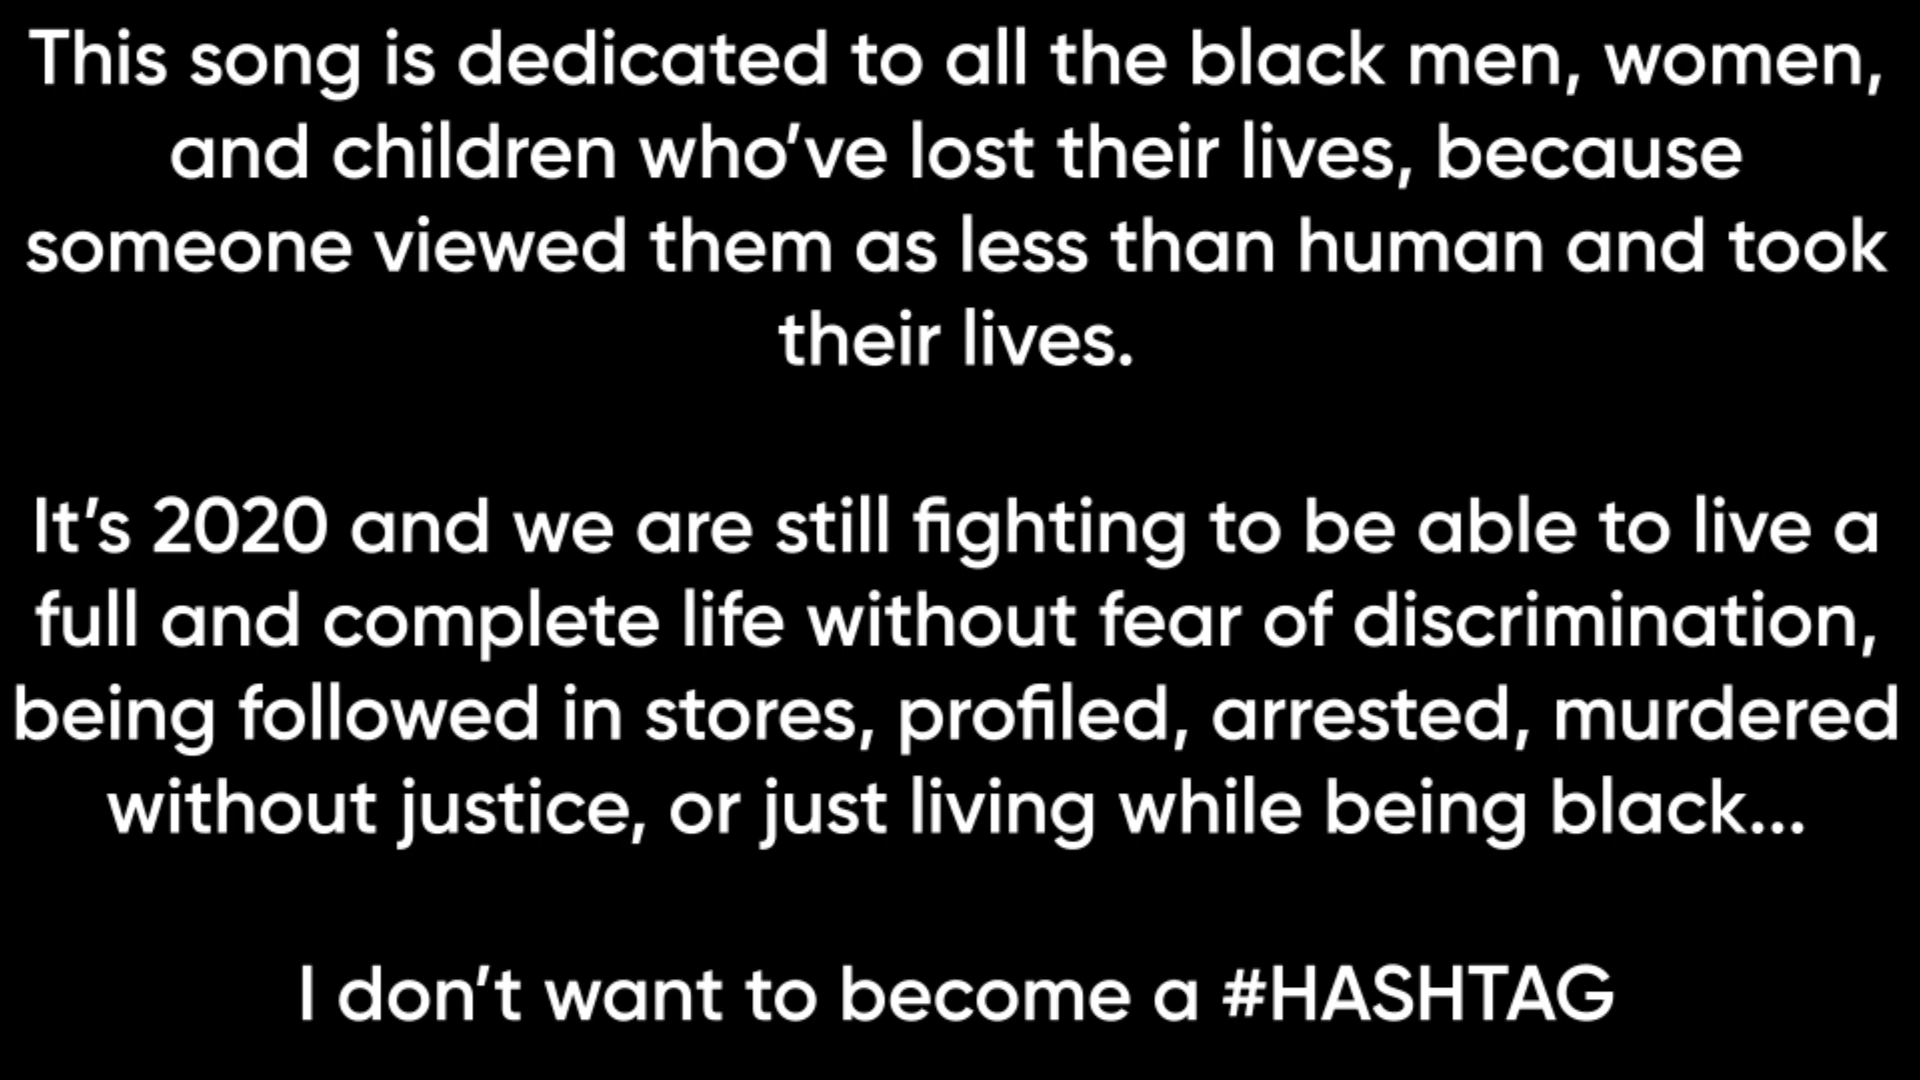 This song is dedicated to all the black men, women,
and children who’ve lost their lives, because
someone viewed them as less than human and took
their lives.
It’s 2020 and we are still fighting to be able to live a
full and complete life without fear of discrimination,
being followed in stores, profiled, arrested, murdered
without justice, or just living while being black...
I don’t want to become a #HASHTAG